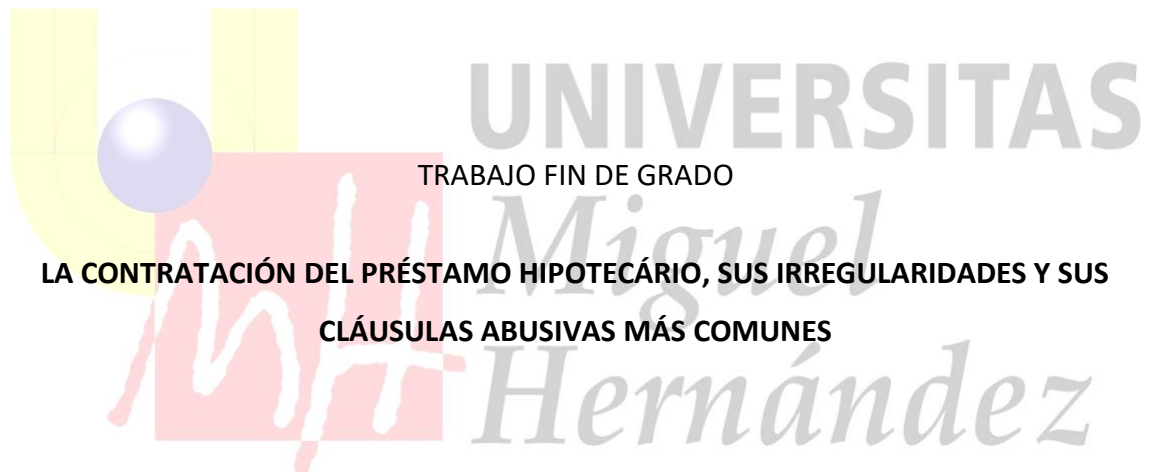 UNIVERSITAS
TRABAJO FIN DE GRADO
Miguel
LA CONTRATACIÓN DEL PRÉSTAMO HIPOTECÁRIO, SUS IRREGULARIDADES Y SUS
CLÁUSULAS ABUSIVAS MÁS COMUNES
Hernández